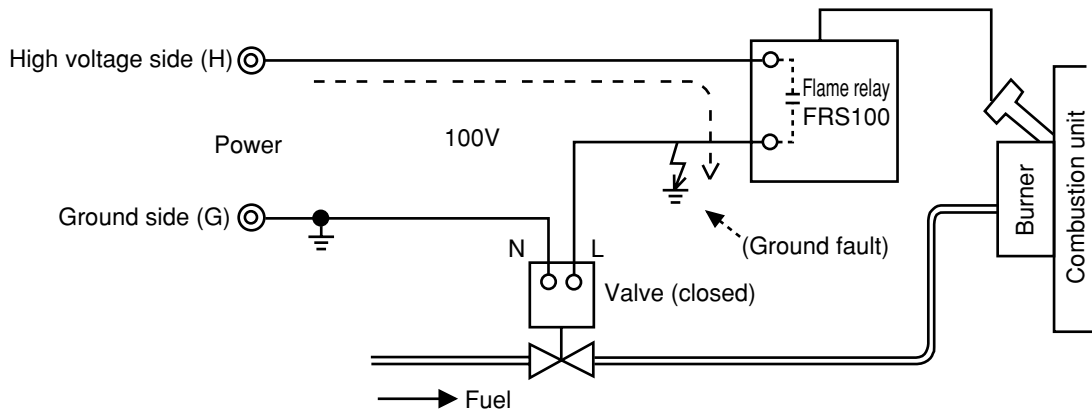 High voltage side (H)
Flame relay
FRS100
Power
100V
Ground side (G)
N
L
(Ground fault)
Valve (closed)
Burner
Combustion unit
Fuel